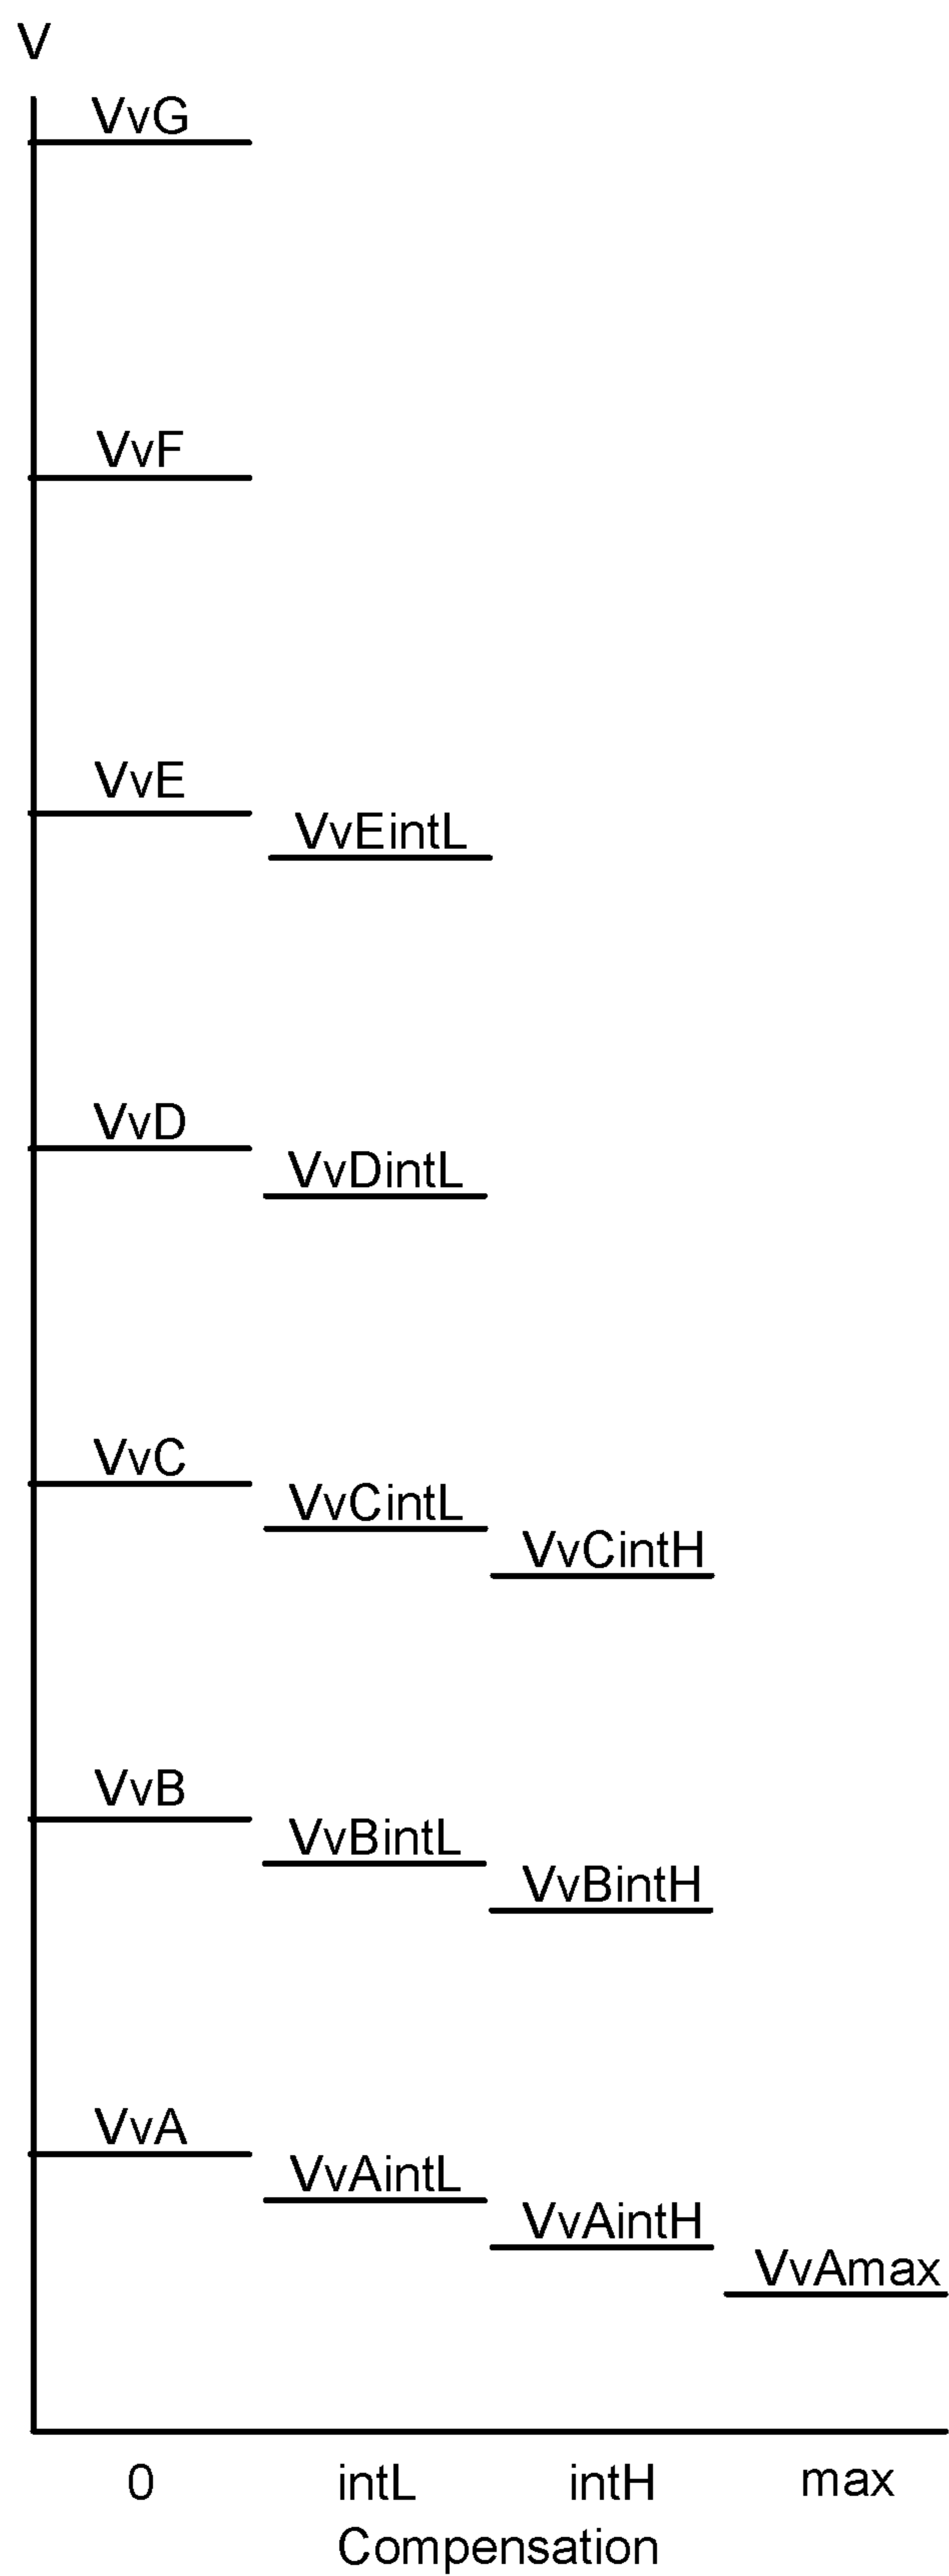 V
VvG
VvF
VvE
VvEintL
VvD
VvDintL
VvC
VvCintL
VvCintH
VvB
VvBintL
VvBintH
VvA
VvAintL
VvAintH
VvAmax
0 intL intH max
Compensation